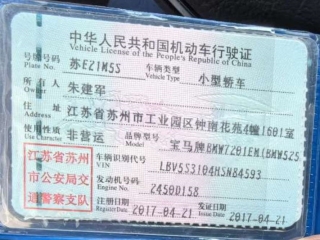 中华人民共和国机动车行驶证
Vehicle License of the People's Republic of China
号牌号码 苏E21M5S 车辆类型 小型轿车
Plate No. Vehicle Type
所有人 朱建军
Owner
住址 江苏省苏州市工业园区钟南花苑4幢1601室
Address
使用性质 非营运 品牌型号 宝马牌BMW7201EM(BMW525
Use Character Model
江苏省苏州 车辆识别代号 LBV5S3104HSN84593
市公安局交 VIN
通警察支队 发动机号码 2450D158
Engine No.
注册日期 2017-04-21 发证日期 2017-04-21
Register Date Issue Date